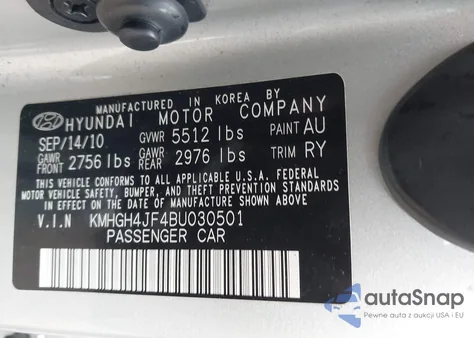 MANUFACTURED IN KOREA BY
HYUNDAI MOTOR COMPANY
SEP/14/10 GVWR 5512 lbs PAINT AU
GAWR FRONT 2756 lbs GAWR REAR 2976 lbs TRIM RY
THIS VEHICLE CONFORMS TO ALL APPLICABLE U.S.A. FEDERAL
MOTOR VEHICLE SAFETY, BUMPER, AND THEFT PREVENTION STANDARDS
IN EFFECT ON THE DATE OF MANUFACTURE SHOWN ABOVE.
V.I.N KMHGH4JF4BU030501
PASSENGER CAR
autaSnap
Pewne auta z aukcji USA i EU